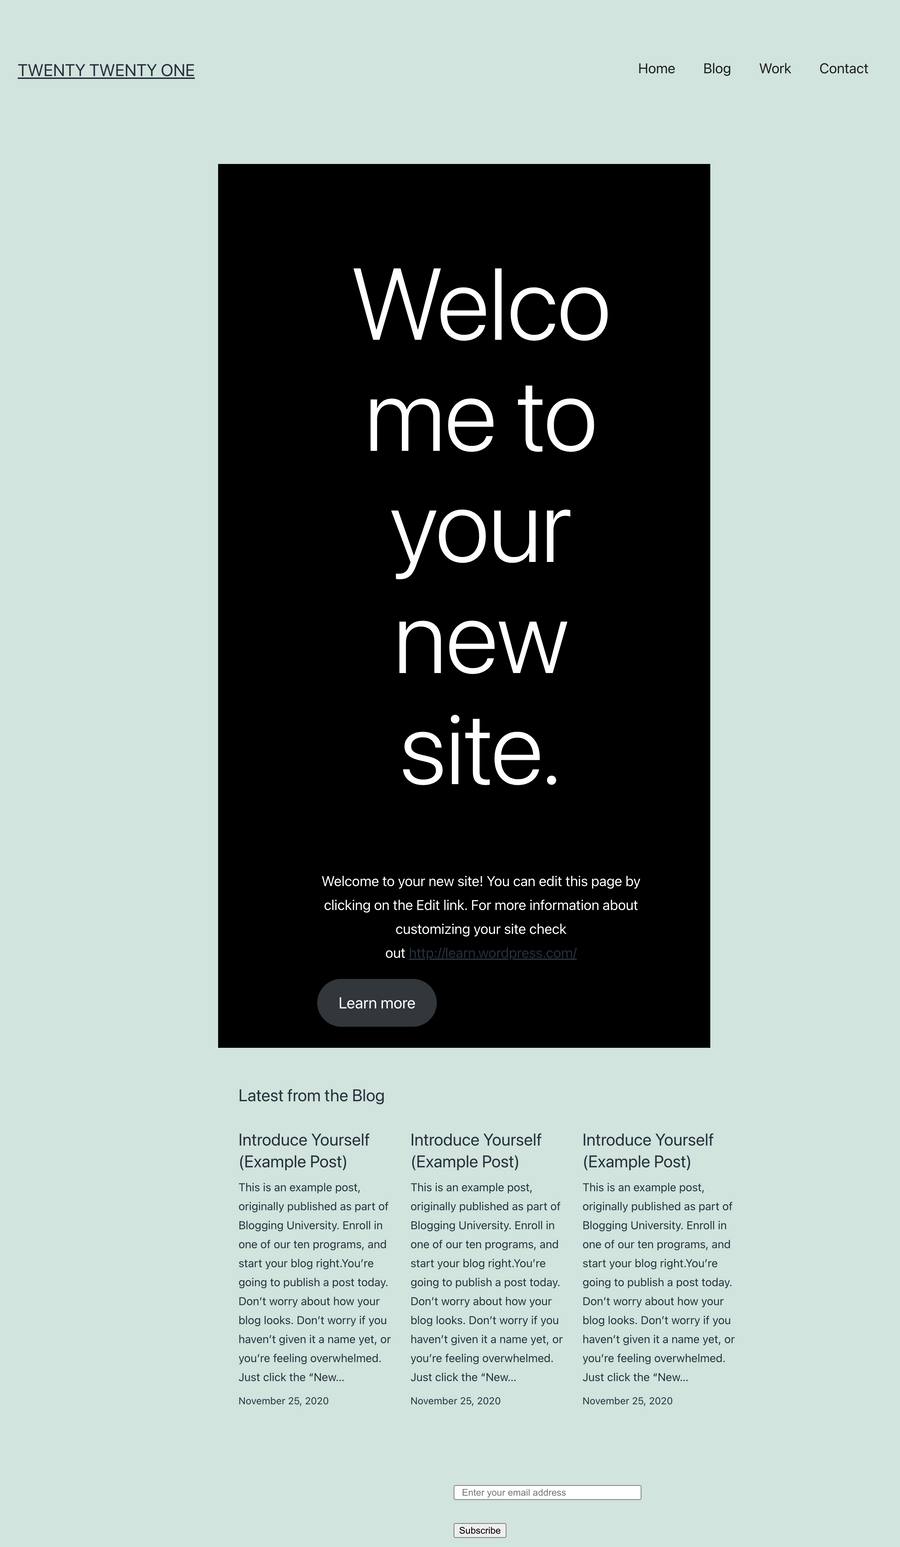 TWENTY TWENTY ONE
Home Blog Work Contact
Welco
me to
your
new
site.
Welcome to your new site! You can edit this page by
clicking on the Edit link. For more information about
customizing your site check
out http://learn.wordpress.com/
Learn more
Latest from the Blog
Introduce Yourself
(Example Post)
This is an example post,
originally published as part of
Blogging University. Enroll in
one of our ten programs, and
start your blog right.You’re
going to publish a post today.
Don’t worry about how your
blog looks. Don’t worry if you
haven’t given it a name yet, or
you’re feeling overwhelmed.
Just click the “New…
November 25, 2020
Introduce Yourself
(Example Post)
This is an example post,
originally published as part of
Blogging University. Enroll in
one of our ten programs, and
start your blog right.You’re
going to publish a post today.
Don’t worry about how your
blog looks. Don’t worry if you
haven’t given it a name yet, or
you’re feeling overwhelmed.
Just click the “New…
November 25, 2020
Introduce Yourself
(Example Post)
This is an example post,
originally published as part of
Blogging University. Enroll in
one of our ten programs, and
start your blog right.You’re
going to publish a post today.
Don’t worry about how your
blog looks. Don’t worry if you
haven’t given it a name yet, or
you’re feeling overwhelmed.
Just click the “New…
November 25, 2020
Enter your email address
Subscribe